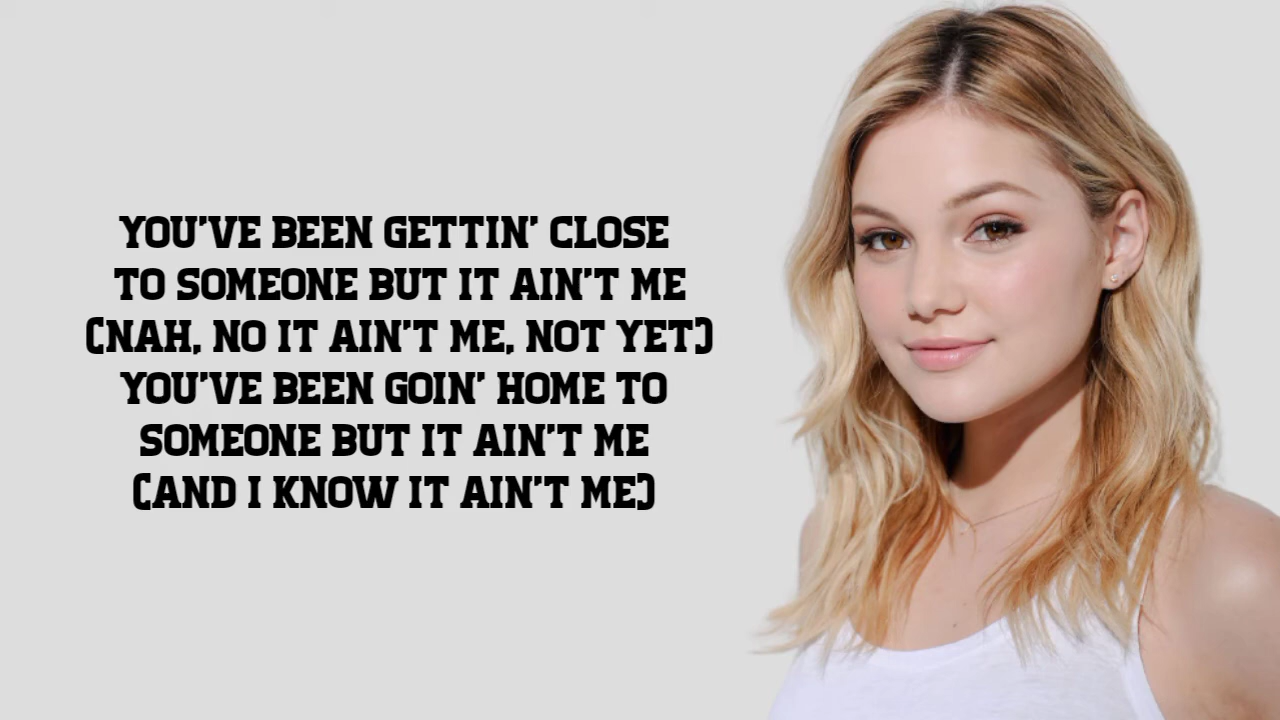 YOU'VE BEEN GETTIN' CLOSE
TO SOMEONE BUT IT AIN'T ME
(NAH, NO IT AIN'T ME, NOT YET)
YOU'VE BEEN GOIN' HOME TO
SOMEONE BUT IT AIN'T ME
(AND I KNOW IT AIN'T ME)